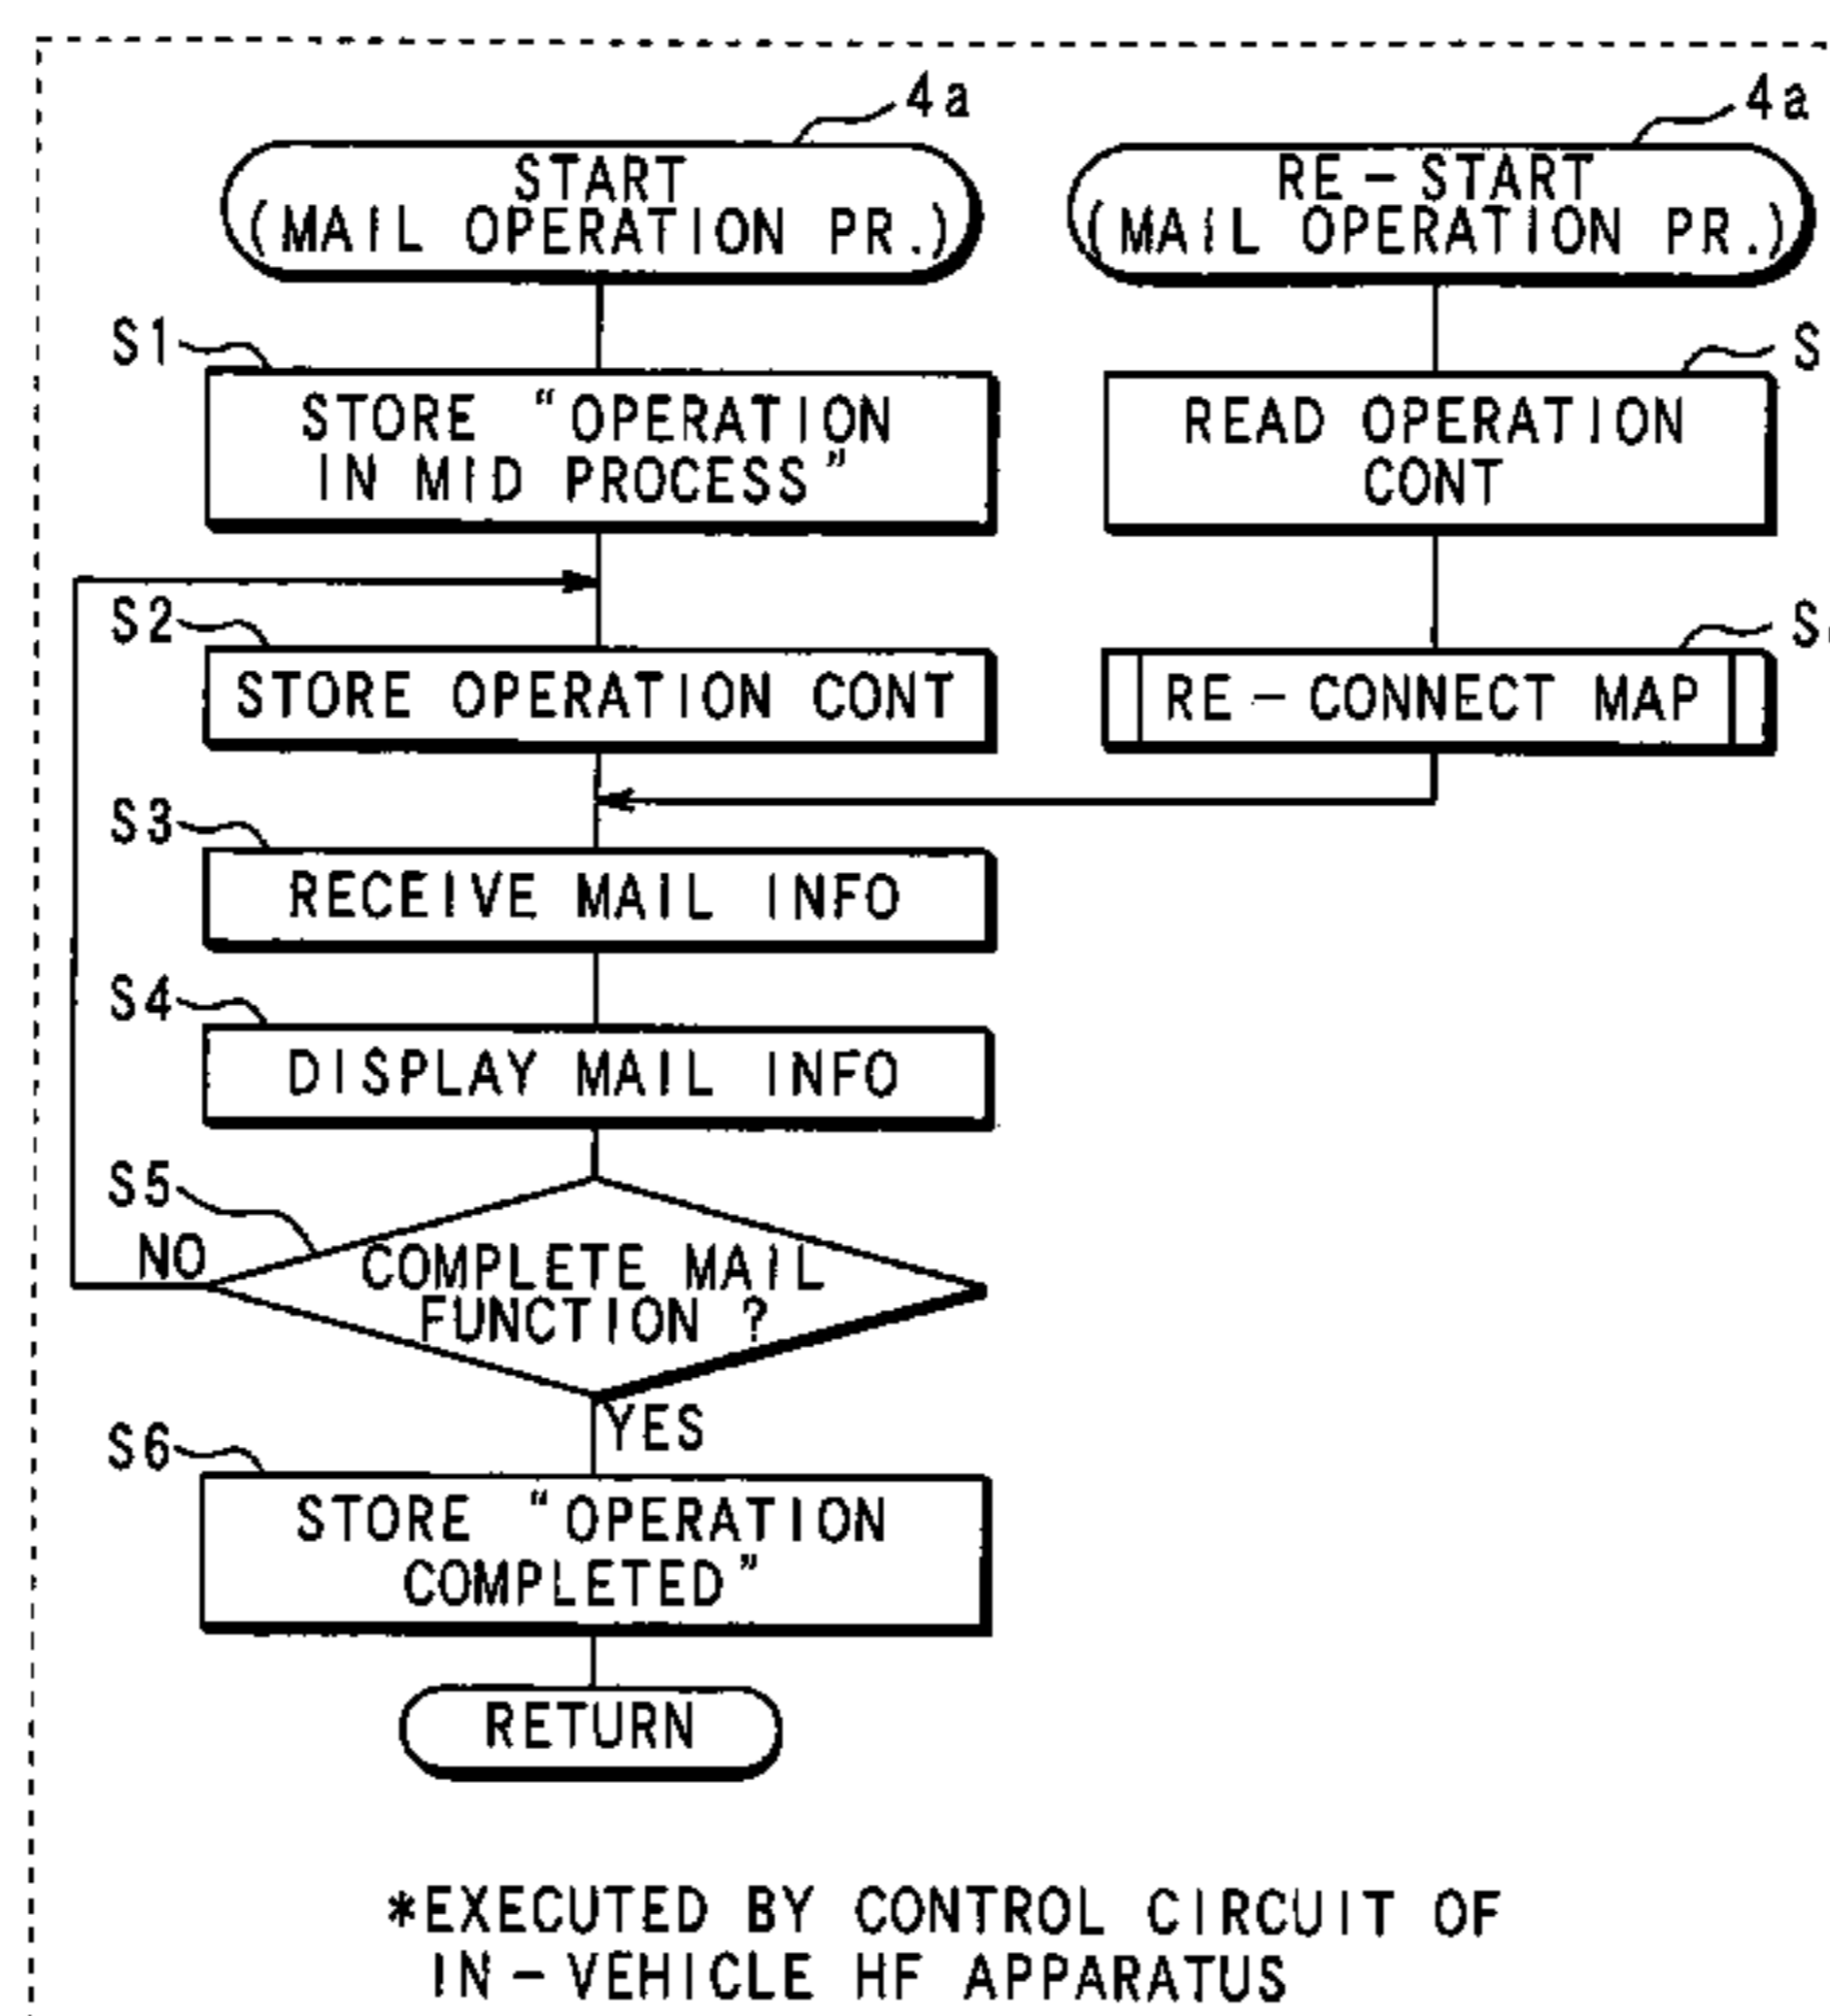 4a
START
(MAIL OPERATION PR.)
S1
STORE "OPERATION
IN MID PROCESS"
S2
STORE OPERATION CONT
S3
RECEIVE MAIL INFO
S4
DISPLAY MAIL INFO
S5
NO
COMPLETE MAIL
FUNCTION ?
YES
S6
STORE "OPERATION
COMPLETED"
RETURN
4a
RE-START
(MAIL OPERATION PR.)
S
READ OPERATION
CONT
S
RE-CONNECT MAP
*EXECUTED BY CONTROL CIRCUIT OF
IN-VEHICLE HF APPARATUS